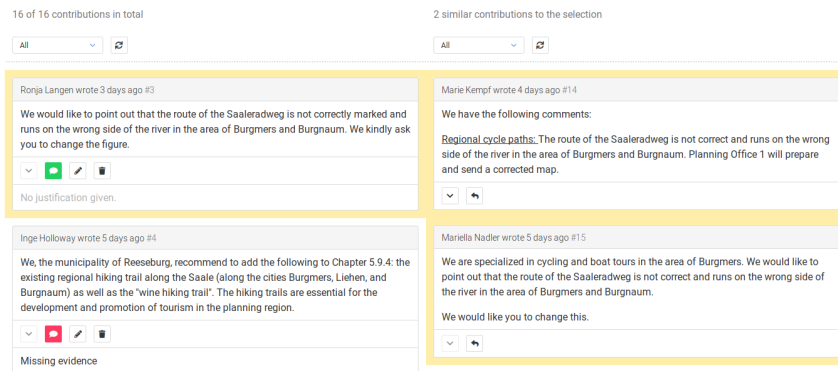 16 of 16 contributions in total
All
Ronja Langen wrote 3 days ago #3
We would like to point out that the route of the Saaleradweg is not correctly marked and
runs on the wrong side of the river in the area of Burgmers and Burgnaum. We kindly ask
you to change the figure.
No justification given.
Inge Holloway wrote 5 days ago #4
We, the municipality of Reeseburg, recommend to add the following to Chapter 5.9.4: the
existing regional hiking trail along the Saale (along the cities Burgmers, Liehen, and
Burgnaum) as well as the "wine hiking trail". The hiking trails are essential for the
development and promotion of tourism in the planning region.
Missing evidence
2 similar contributions to the selection
All
Marie Kempf wrote 4 days ago #14
We have the following comments:
Regional cycle paths: The route of the Saaleradweg is not correct and runs on the wrong
side of the river in the area of Burgmers and Burgnaum. Planning Office 1 will prepare
and send a corrected map.
Mariella Nadler wrote 5 days ago #15
We are specialized in cycling and boat tours in the area of Burgmers. We would like to
point out that the route of the Saaleradweg is not correct and runs on the wrong side of
the river in the area of Burgmers and Burgnaum.
We would like you to change this.